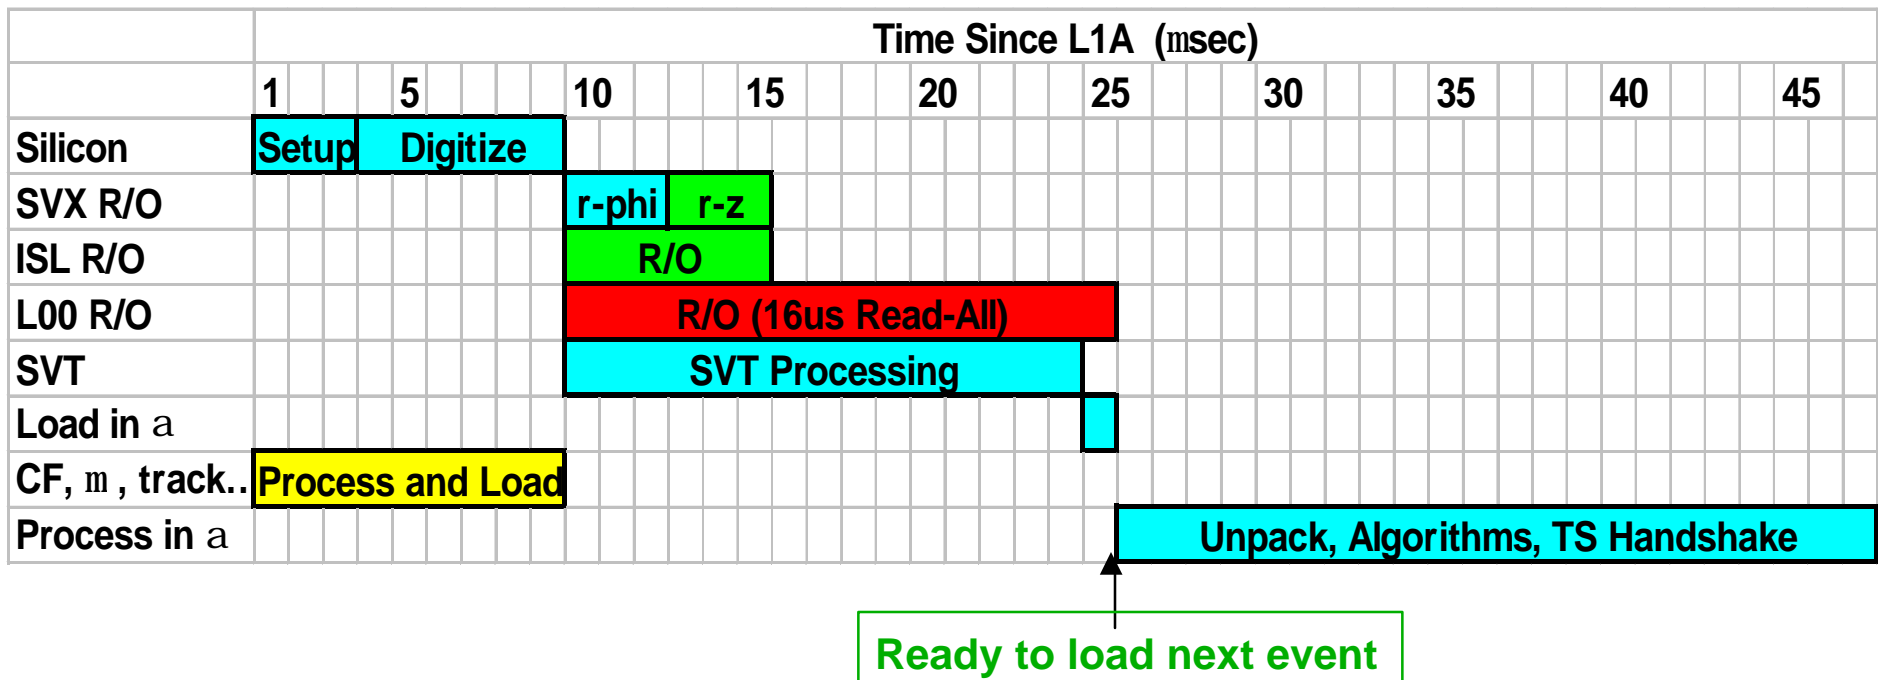 Time Since L1A (msec)
1 5 10 15 20 25 30 35 40 45
Silicon Setup Digitize
SVX R/O r-phi r-z
ISL R/O R/O
L00 R/O R/O (16us Read-All)
SVT SVT Processing
Load in a
CF, m , track.. Process and Load
Process in a Unpack, Algorithms, TS Handshake
Ready to load next event